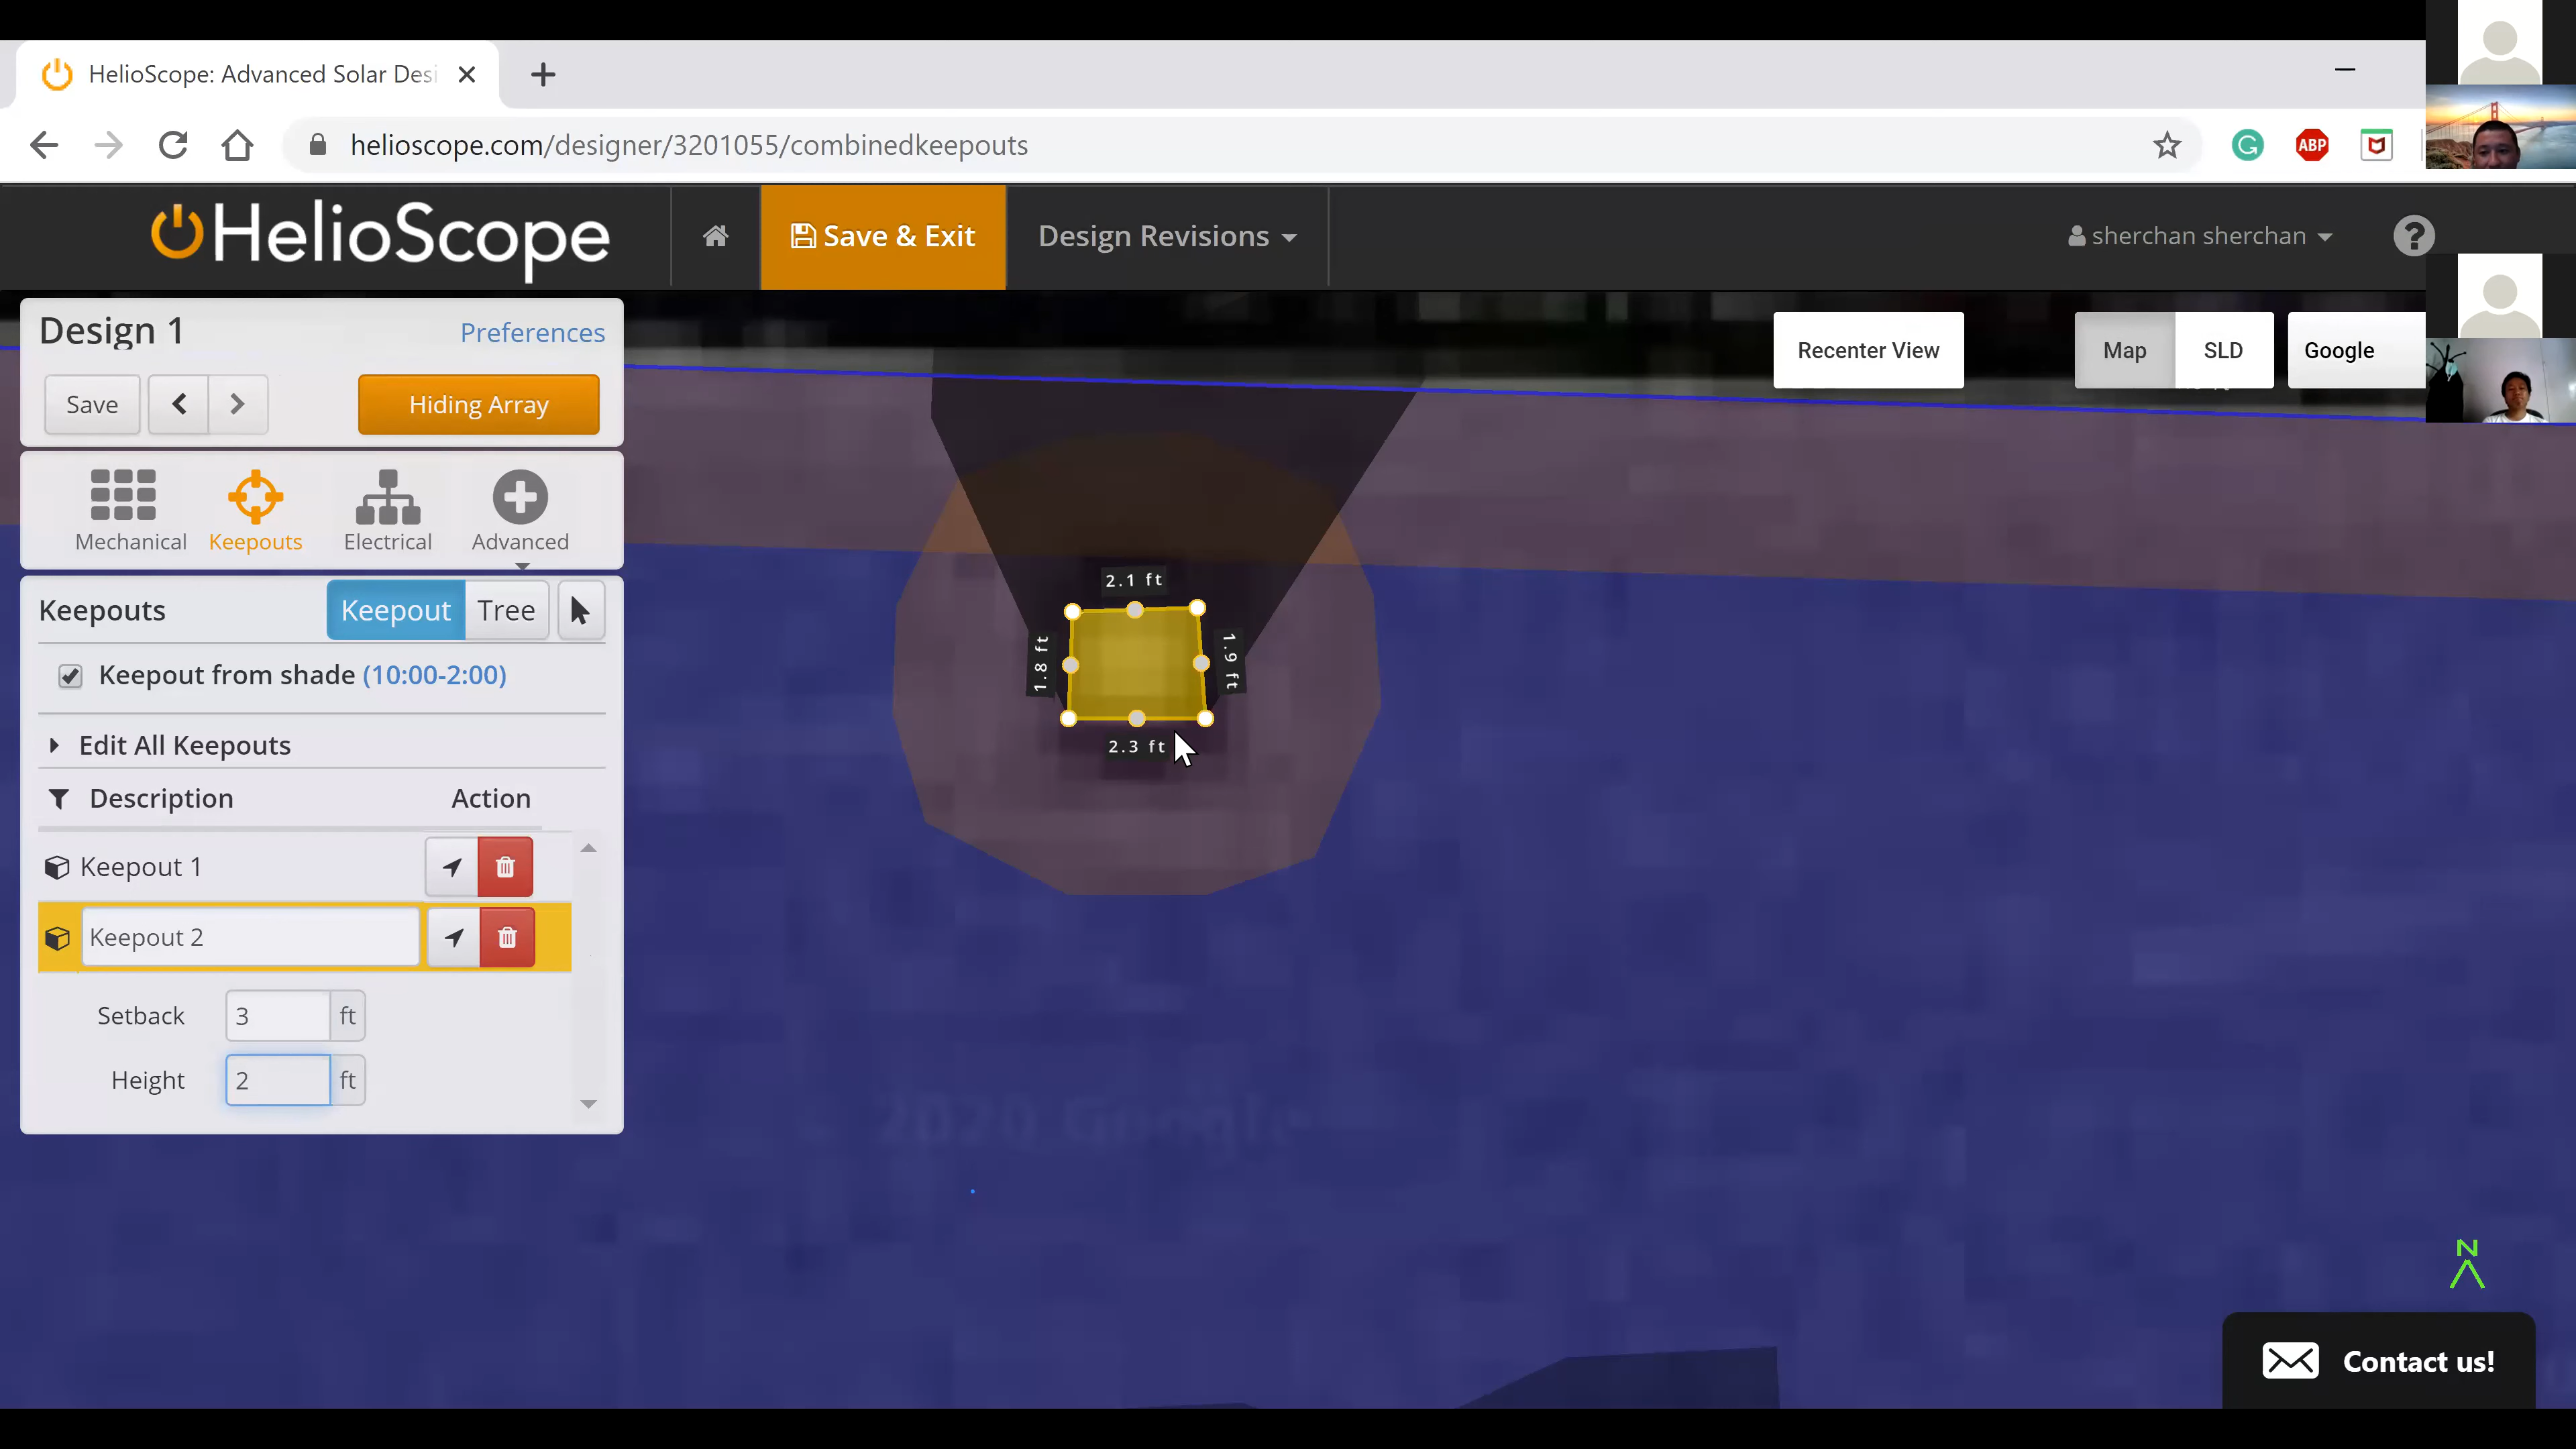 HelioScope: Advanced Solar Desi
helioscope.com/designer/3201055/combinedkeepouts
ABP
HelioScope
Save & Exit
Design Revisions
sherchan sherchan
?
Design 1
Preferences
Save
Hiding Array
Recenter View
Map
SLD
Google
Mechanical
Keepouts
Electrical
Advanced
Keepouts
Keepout
Tree
Keepout from shade (10:00-2:00)
Edit All Keepouts
Description
Action
Keepout 1
Keepout 2
Setback
3
ft
Height
2
ft
2.1 ft
1.8 ft
1.9 ft
2.3 ft
2020 Google
N
Contact us!